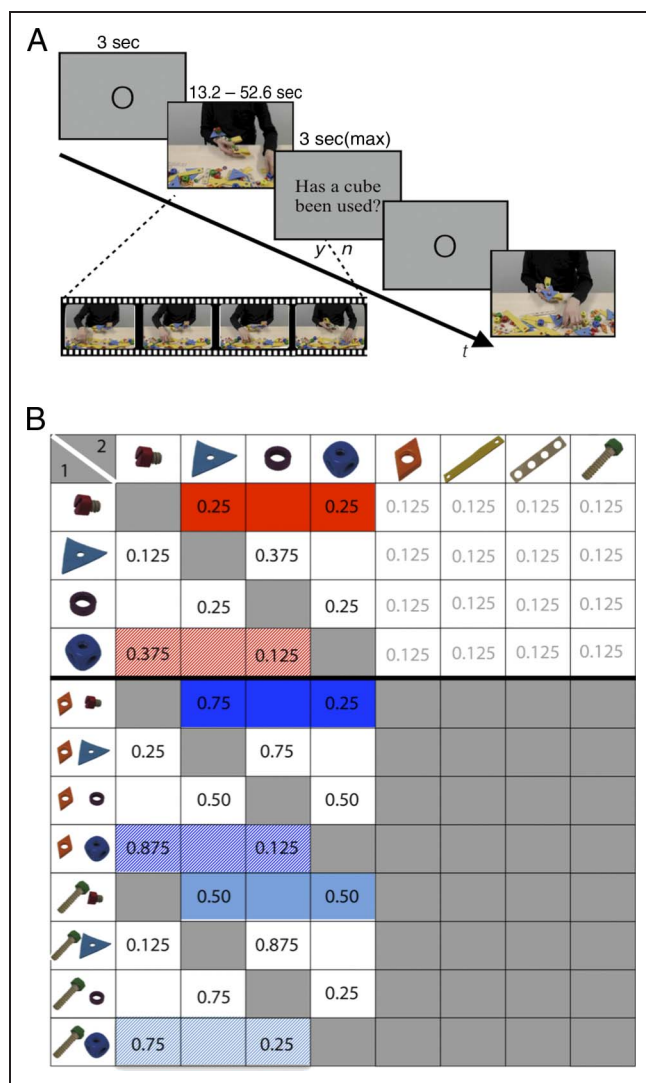 A
3 sec
13.2 – 52.6 sec
3 sec(max)
Has a cube
been used?
y n
t
B
2
1
0.25 0.25 0.125 0.125 0.125 0.125
0.125 0.375 0.125 0.125 0.125 0.125
0.25 0.25 0.125 0.125 0.125 0.125
0.375 0.125 0.125 0.125 0.125 0.125
0.75 0.25
0.25 0.75
0.50 0.50
0.875 0.125
0.50 0.50
0.125 0.875
0.75 0.25
0.75 0.25